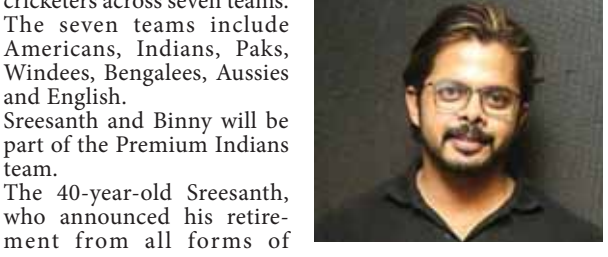 cricketers across seven teams.
The seven teams include
Americans, Indians, Paks,
Windees, Bengalees, Aussies
and English.
Sreesanth and Binny will be
part of the Premium Indians
team.
The 40-year-old Sreesanth,
who announced his retire-
ment from all forms of